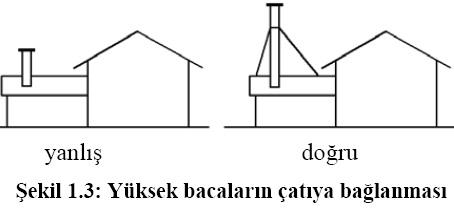 yanlış doğru
Şekil 1.3: Yüksek bacaların çatıya bağlanması